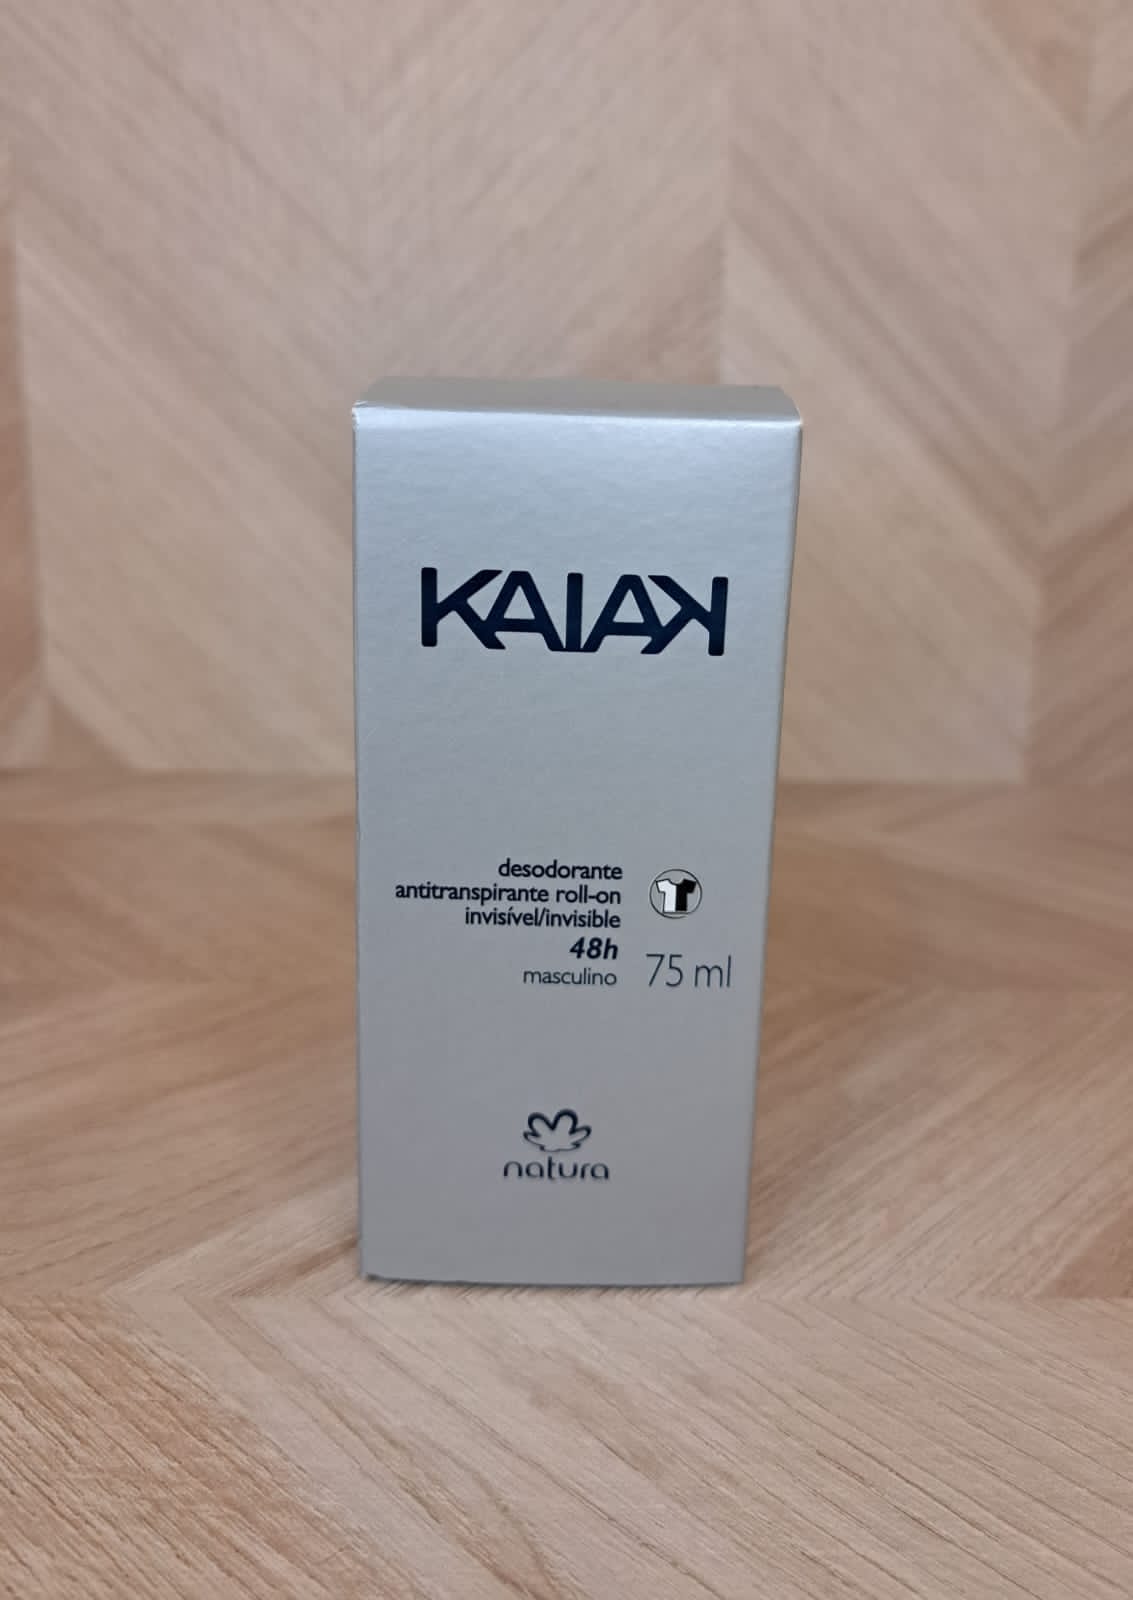 KAIAK
desodorante
antitranspirante roll-on
invisível/invisible
48h
masculino
75 ml
natura